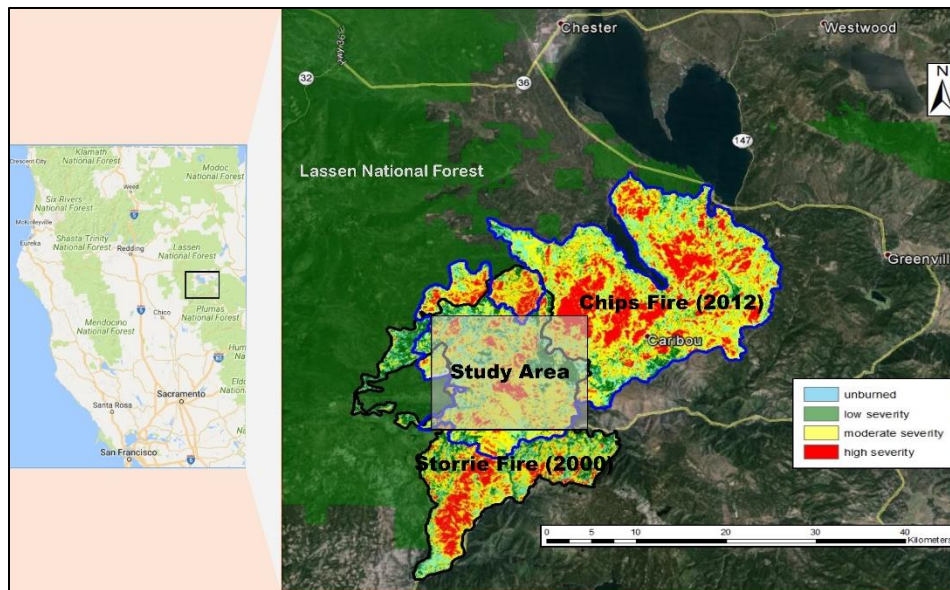 Crescent City
Klamath
National Forest
Modoc
National Forest
Six Rivers
National Forest
Weed
McKinleyville
Eureka
Shasta Trinity
National Forest
Redding
Lassen
National Forest
Chico
Plumas
National Forest
Mendocino
National Forest
Santa Rosa
Sacramento
San Francisco
Chester
Westwood
N
32
36
147
Lassen National Forest
Greenvill
Chips Fire (2012)
Caribou
Study Area
Storrie Fire (2000)
unburned
low severity
moderate severity
high severity
0 5 10 20 30 40
Kilometers